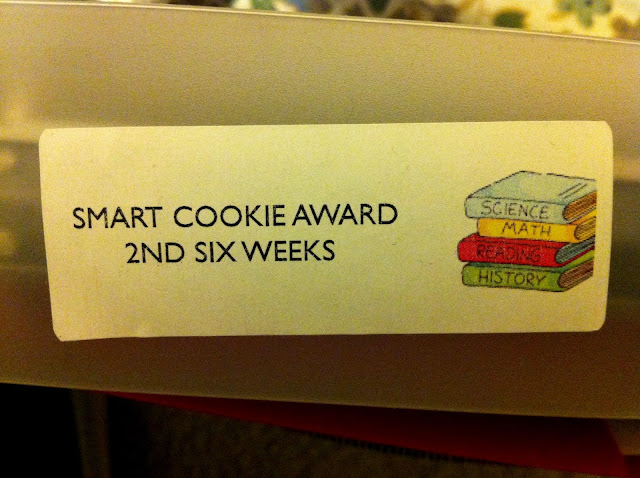 SMART COOKIE AWARD
2ND SIX WEEKS
SCIENCE
MATH
READING
HISTORY